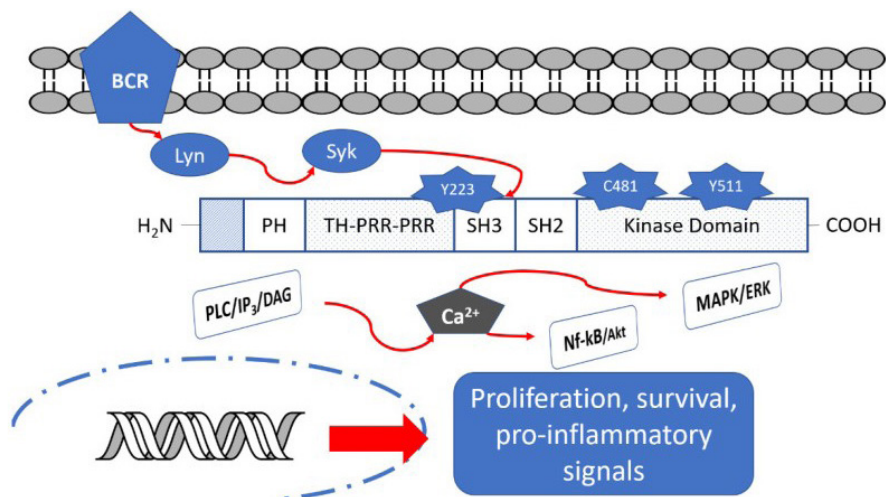 BCR
Lyn
Syk
Y223
C481
Y511
H₂N
PH
TH-PRR-PRR
SH3
SH2
Kinase Domain
COOH
PLC/IP₃/DAG
Ca²⁺
MAPK/ERK
Nf-kB/Akt
Proliferation, survival,
pro-inflammatory
signals